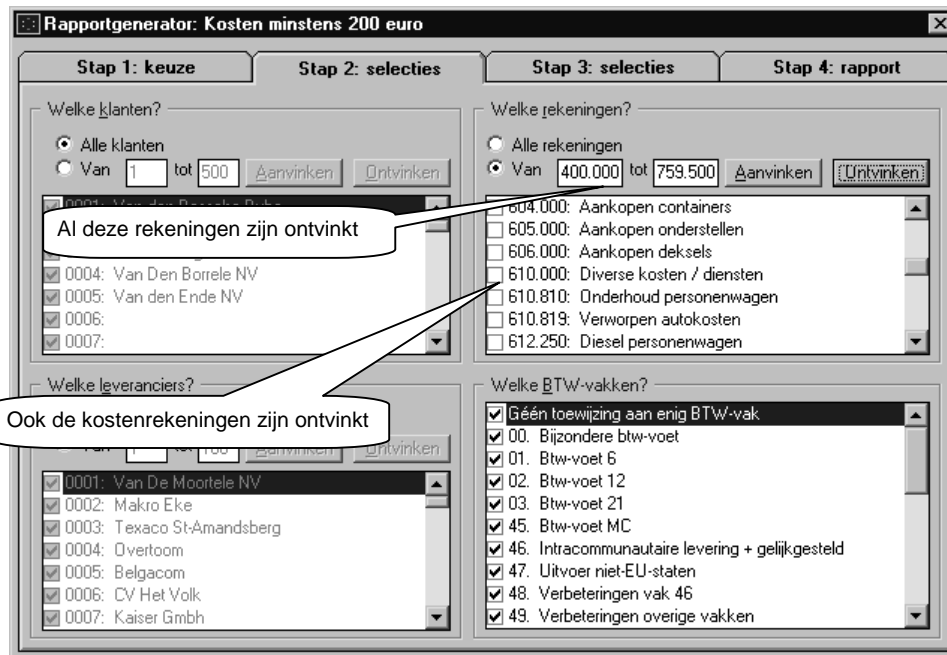 Rapportgenerator: Kosten minstens 200 euro
Stap 1: keuze
Stap 2: selecties
Stap 3: selecties
Stap 4: rapport
Welke klanten?
Alle klanten
Van 1 tot 500 Aanvinken Ontvinken
Al deze rekeningen zijn ontvinkt
0004: Van Den Borrele NV
0005: Van den Ende NV
0006:
0007:
Welke rekeningen?
Alle rekeningen
Van 400.000 tot 759.500 Aanvinken Ontvinken
604.000: Aankopen containers
605.000: Aankopen onderstellen
606.000: Aankopen deksels
610.000: Diverse kosten / diensten
610.810: Onderhoud personenwagen
610.819: Verworpen autokosten
612.250: Diesel personenwagen
Welke leveranciers?
Ook de kostenrekeningen zijn ontvinkt
Aanvinken Ontvinken
0001: Van De Moortele NV
0002: Makro Eke
0003: Texaco St-Amandsberg
0004: Overtoom
0005: Belgacom
0006: CV Het Volk
0007: Kaiser Gmbh
Welke BTW-vakken?
Géén toewijzing aan enig BTW-vak
00. Bijzondere btw-voet
01. Btw-voet 6
02. Btw-voet 12
03. Btw-voet 21
45. Btw-voet MC
46. Intracommunautaire levering + gelijkgesteld
47. Uitvoer niet-EU-staten
48. Verbeteringen vak 46
49. Verbeteringen overige vakken